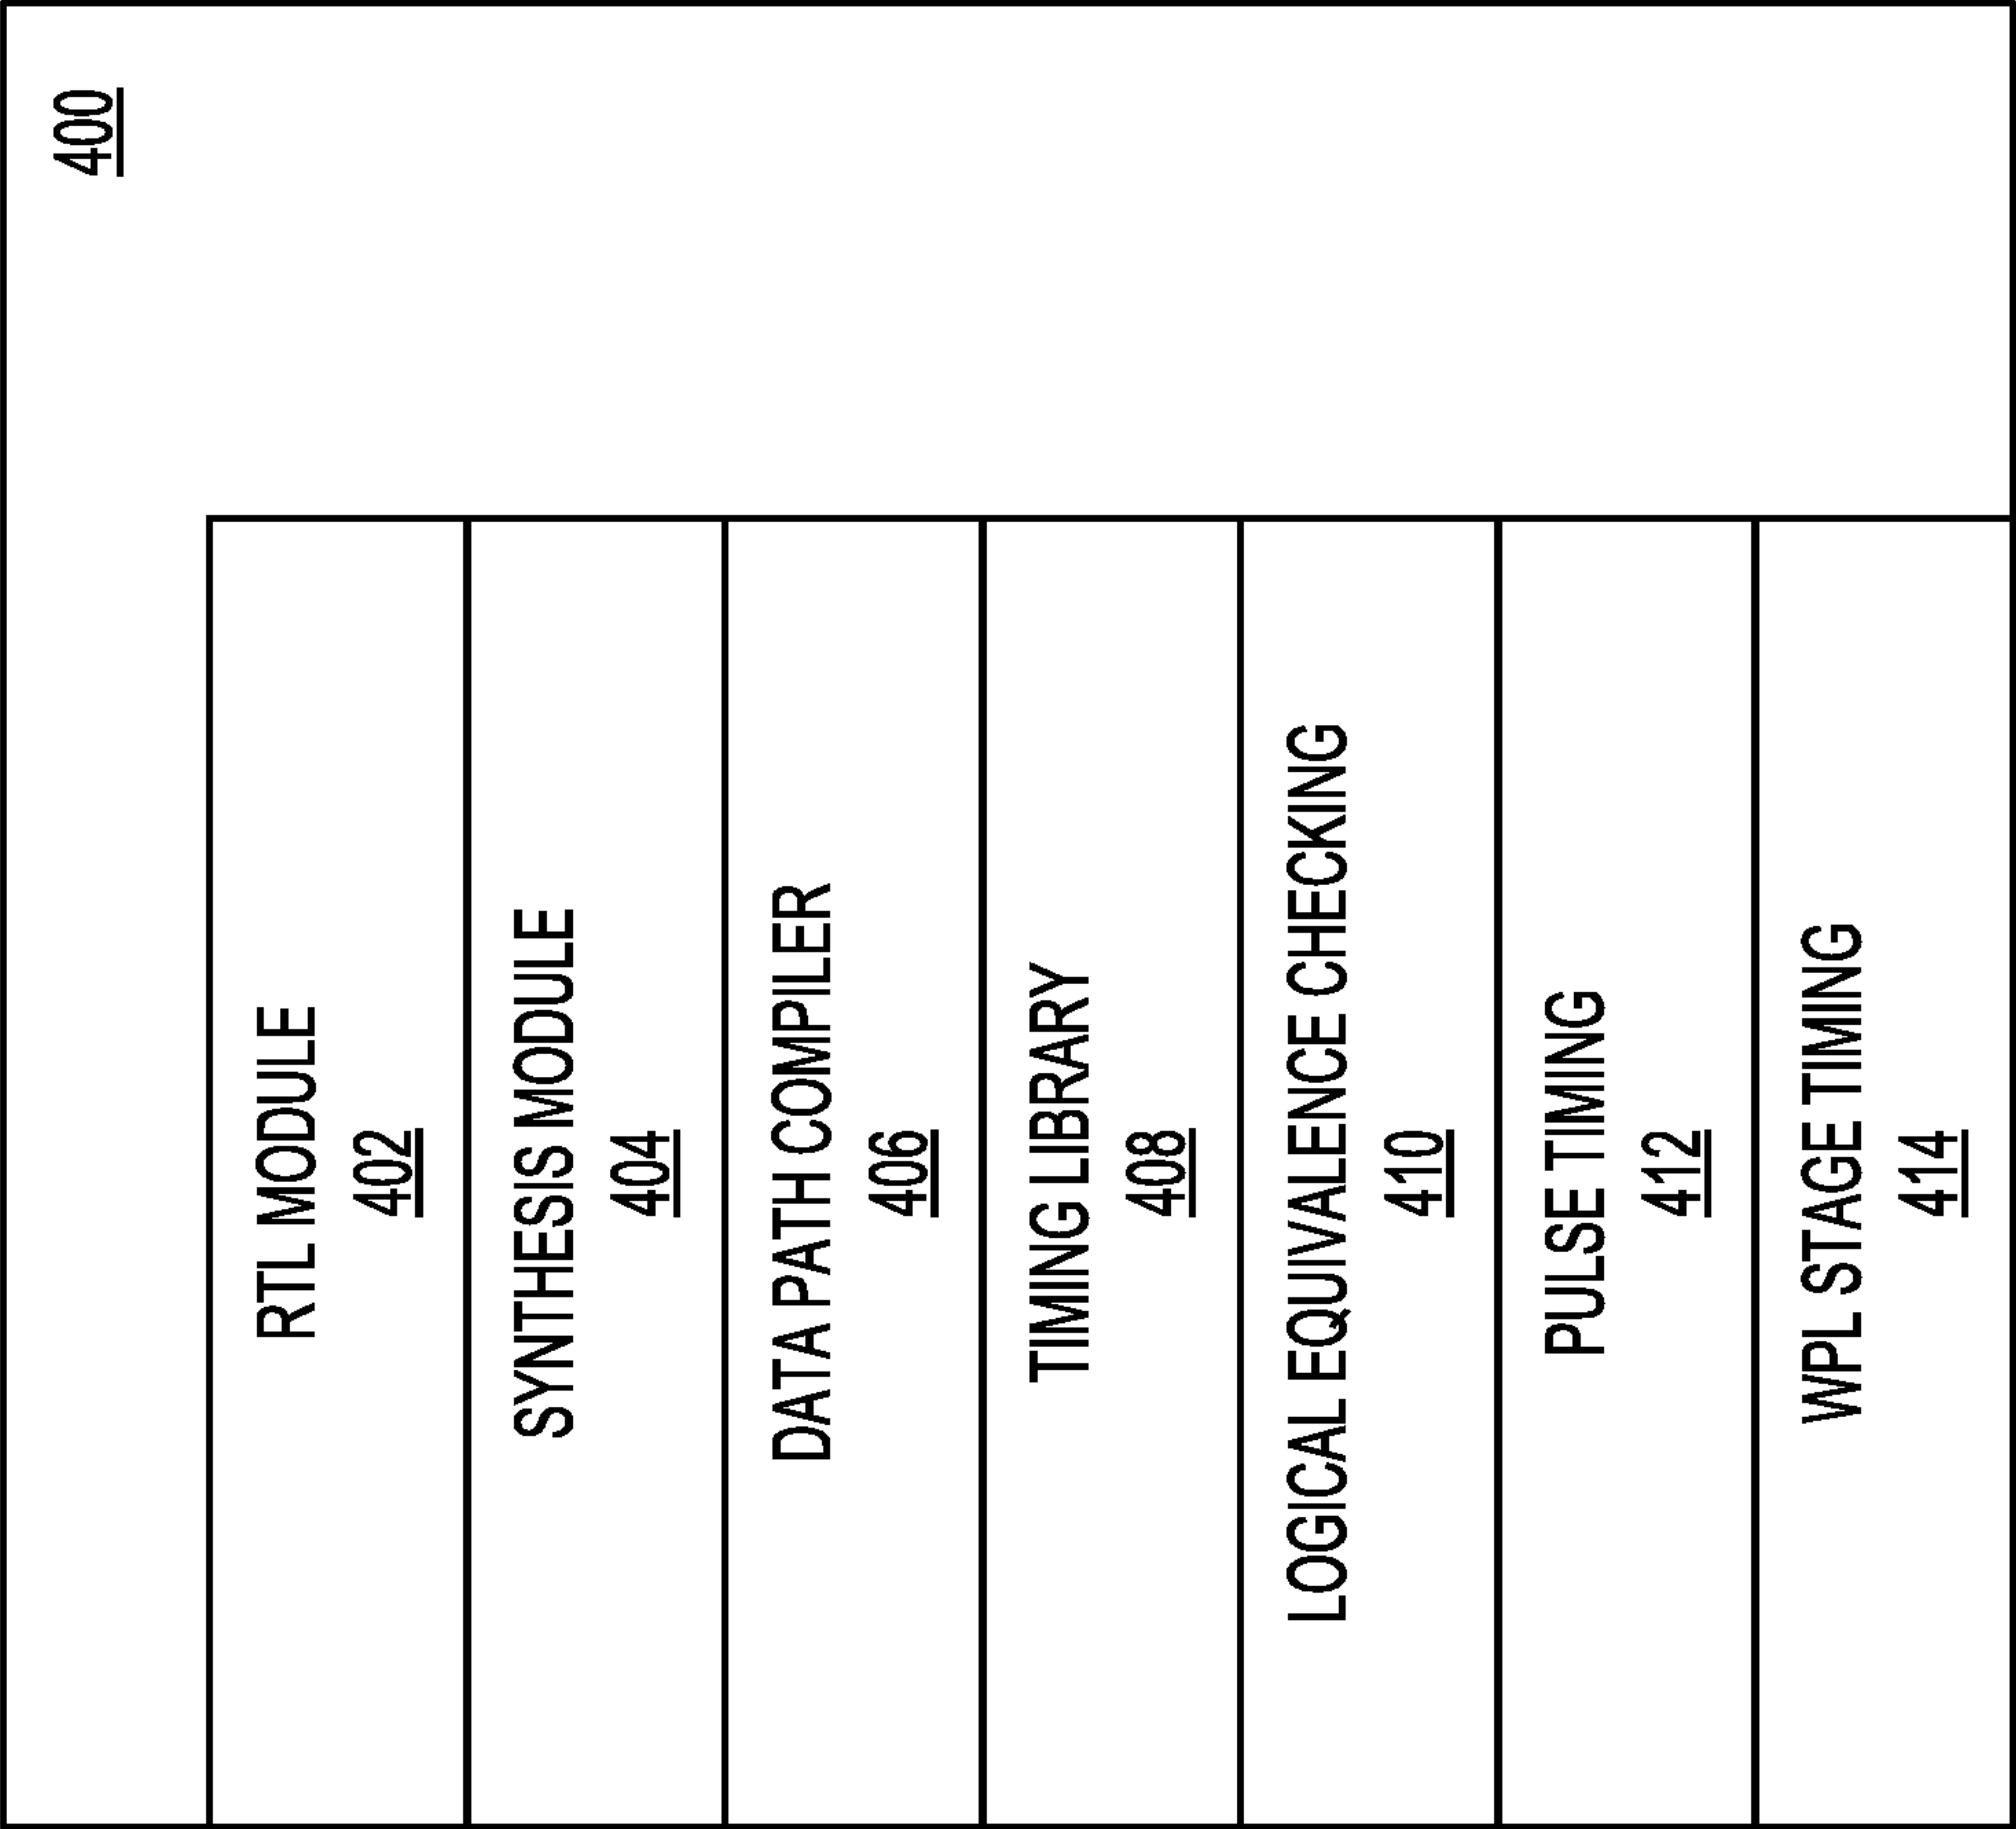 400
RTL MODULE
402
SYNTHESIS MODULE
404
DATA PATH COMPILER
406
TIMING LIBRARY
408
LOGICAL EQUIVALENCE CHECKING
410
PULSE TIMING
412
WPL STAGE TIMING
414